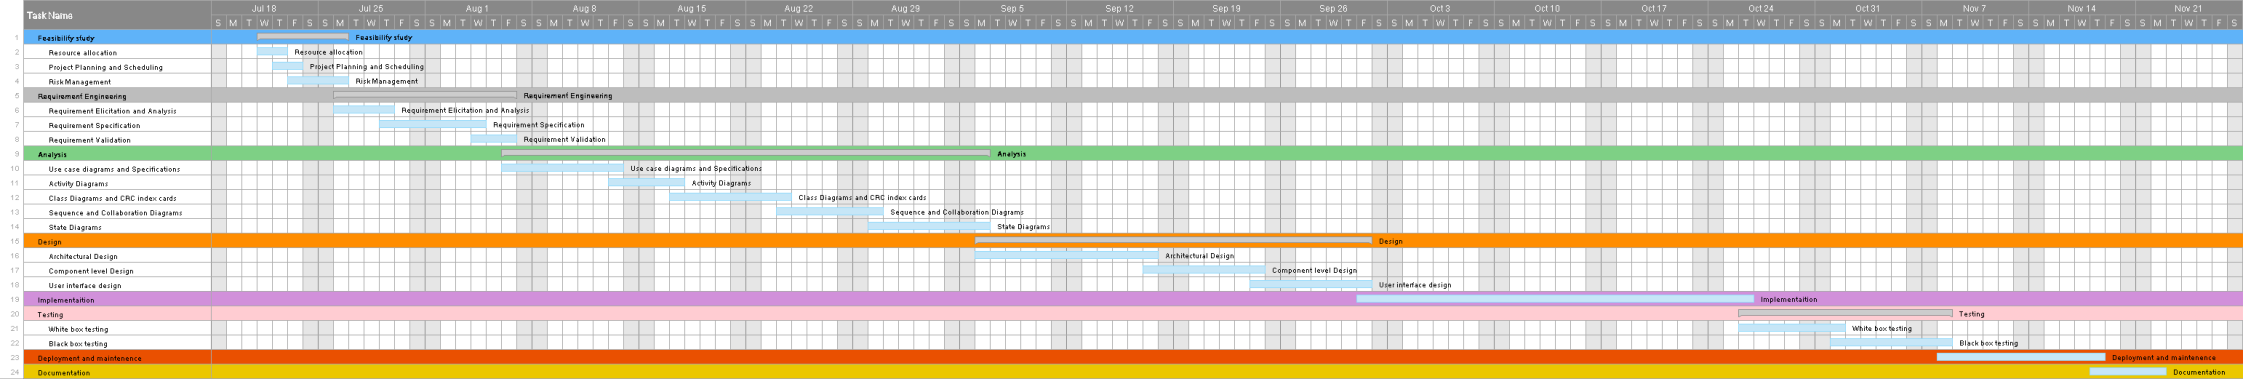 Task Name
Jul 18 Jul 25 Aug 1 Aug 8 Aug 15 Aug 22 Aug 29 Sep 5 Sep 12 Sep 19 Sep 26 Oct 3 Oct 10 Oct 17 Oct 24 Oct 31 Nov 7 Nov 14 Nov 21
S M T W T F S S M T W T F S S M T W T F S S M T W T F S S M T W T F S S M T W T F S S M T W T F S S M T W T F S S M T W T F S S M T W T F S S M T W T F S S M T W T F S S M T W T F S S M T W T F S S M T W T F S S M T W T F S S M T W T F S S M T W T F S S M T W T F S
1 Feasibility study Feasibility study
2 Resource allocation Resource allocation
3 Project Planning and Scheduling Project Planning and Scheduling
4 Risk Management Risk Management
5 Requirement Engineering Requirement Engineering
6 Requirement Elicitation and Analysis Requirement Elicitation and Analysis
7 Requirement Specification Requirement Specification
8 Requirement Validation Requirement Validation
9 Analysis Analysis
10 Use case diagrams and Specifications Use case diagrams and Specifications
11 Activity Diagrams Activity Diagrams
12 Class Diagrams and CRC index cards Class Diagrams and CRC index cards
13 Sequence and Collaboration Diagrams Sequence and Collaboration Diagrams
14 State Diagrams State Diagrams
15 Design Design
16 Architectural Design Architectural Design
17 Component level Design Component level Design
18 User interface design User interface design
19 Implementaition Implementaition
20 Testing Testing
21 White box testing White box testing
22 Black box testing Black box testing
23 Deployment and maintenence Deployment and maintenence
24 Documentation Documentation